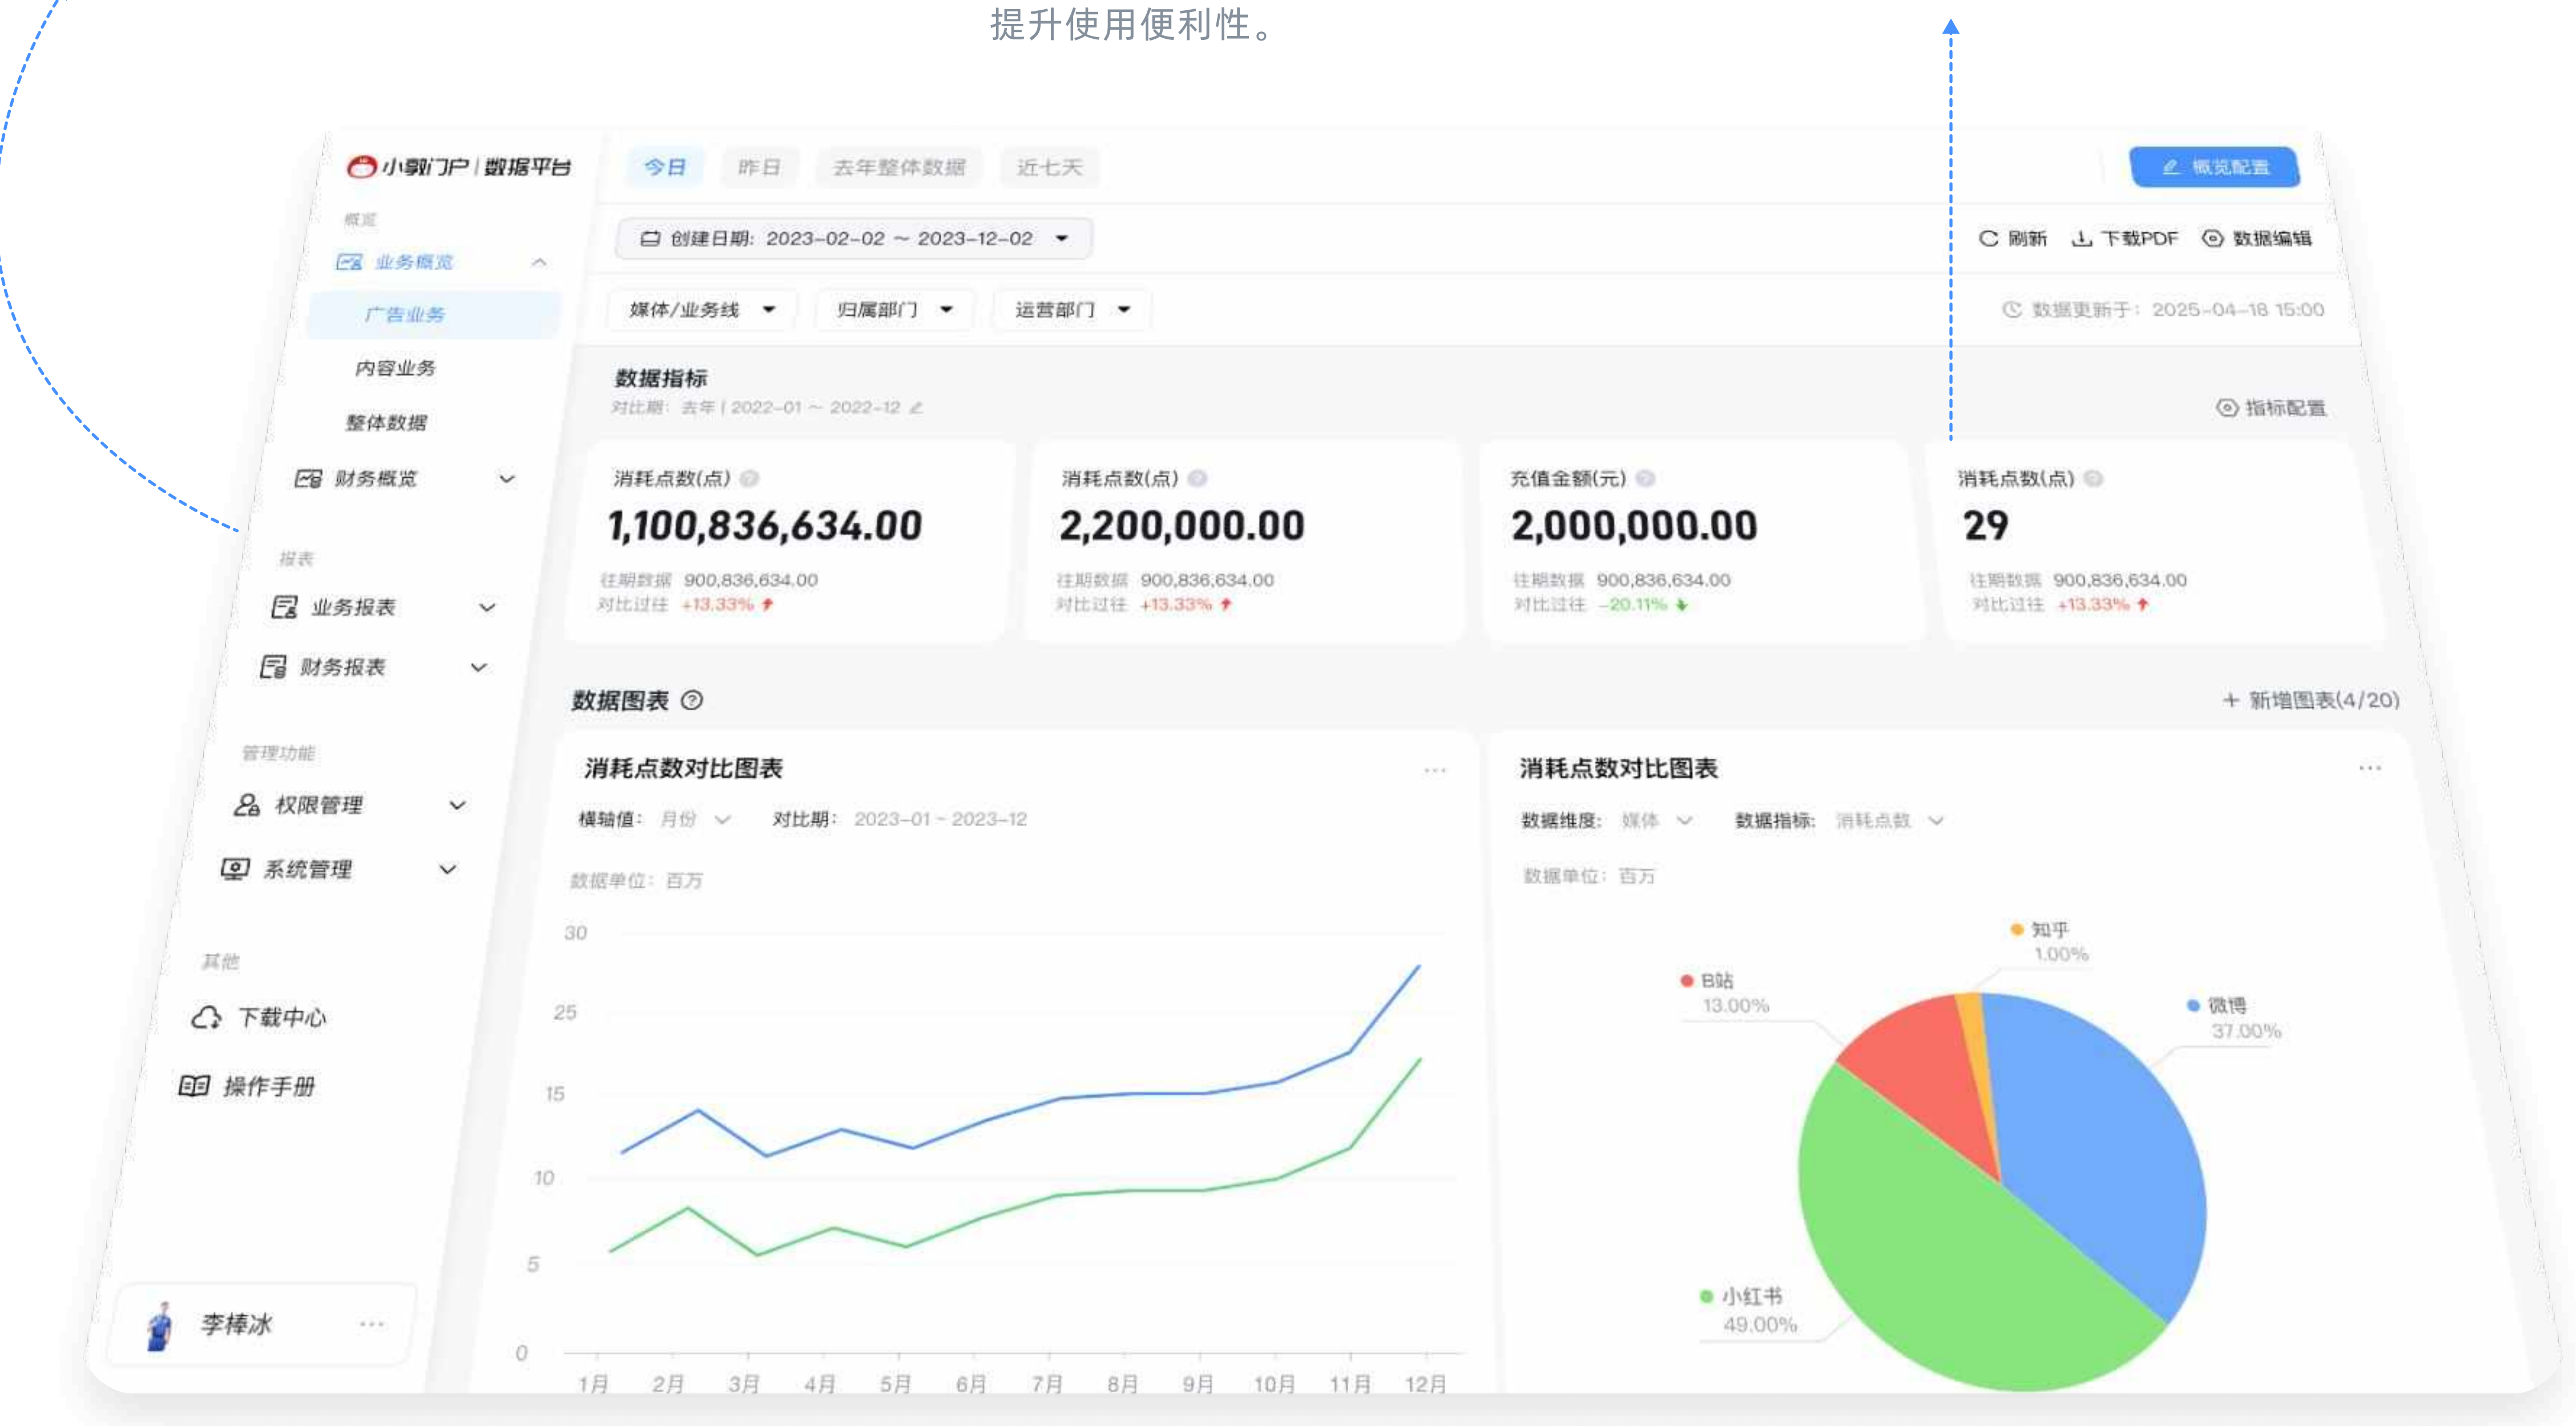 提升使用便利性。
小郭门户 | 数据平台
今日 昨日 去年整体数据 近七天
概览配置
概览
创建日期: 2023-02-02 ~ 2023-12-02
刷新 下载PDF 数据编辑
业务概览
媒体/业务线 归属部门 运营部门
数据更新于: 2025-04-18 15:00
广告业务
内容业务
整体数据
财务概览
报表
业务报表
财务报表
管理功能
权限管理
系统管理
其他
下载中心
操作手册
李棒冰
数据指标
对比期: 去年 | 2022-01 ~ 2022-12
指标配置
消耗点数(点)
1,100,836,634.00
往期数据 900,836,634.00
对比过往 +13.33%
消耗点数(点)
2,200,000.00
往期数据 900,836,634.00
对比过往 +13.33%
充值金额(元)
2,000,000.00
往期数据 900,836,634.00
对比过往 -20.11%
消耗点数(点)
29
往期数据 900,836,634.00
对比过往 +13.33%
数据图表
+ 新增图表(4/20)
消耗点数对比图表
横轴值: 月份 对比期: 2023-01 ~ 2023-12
数据单位: 百万
30
25
15
10
5
0
1月 2月 3月 4月 5月 6月 7月 8月 9月 10月 11月 12月
消耗点数对比图表
数据维度: 媒体 数据指标: 消耗点数
数据单位: 百万
知乎
1.00%
B站
13.00%
微博
37.00%
小红书
49.00%